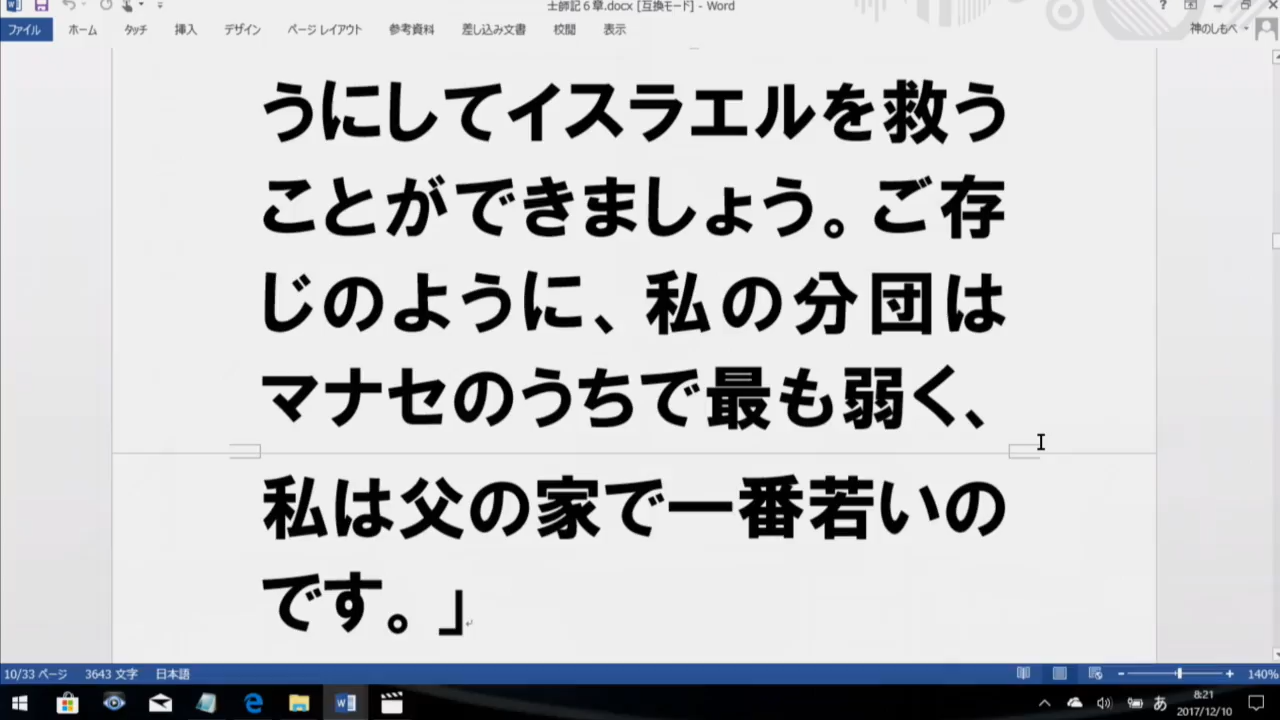 士師記６章.docx [互換モード] - Word
ファイル ホーム タッチ 挿入 デザイン ページ レイアウト 参考資料 差し込み文書 校閲 表示 神のしもべ
うにしてイスラエルを救う
ことができましょう。ご存
じのように、私の分団は
マナセのうちで最も弱く、
私は父の家で一番若いの
です。」
10/33 ページ 3643 文字 日本語 140%
あ 8:21
2017/12/10